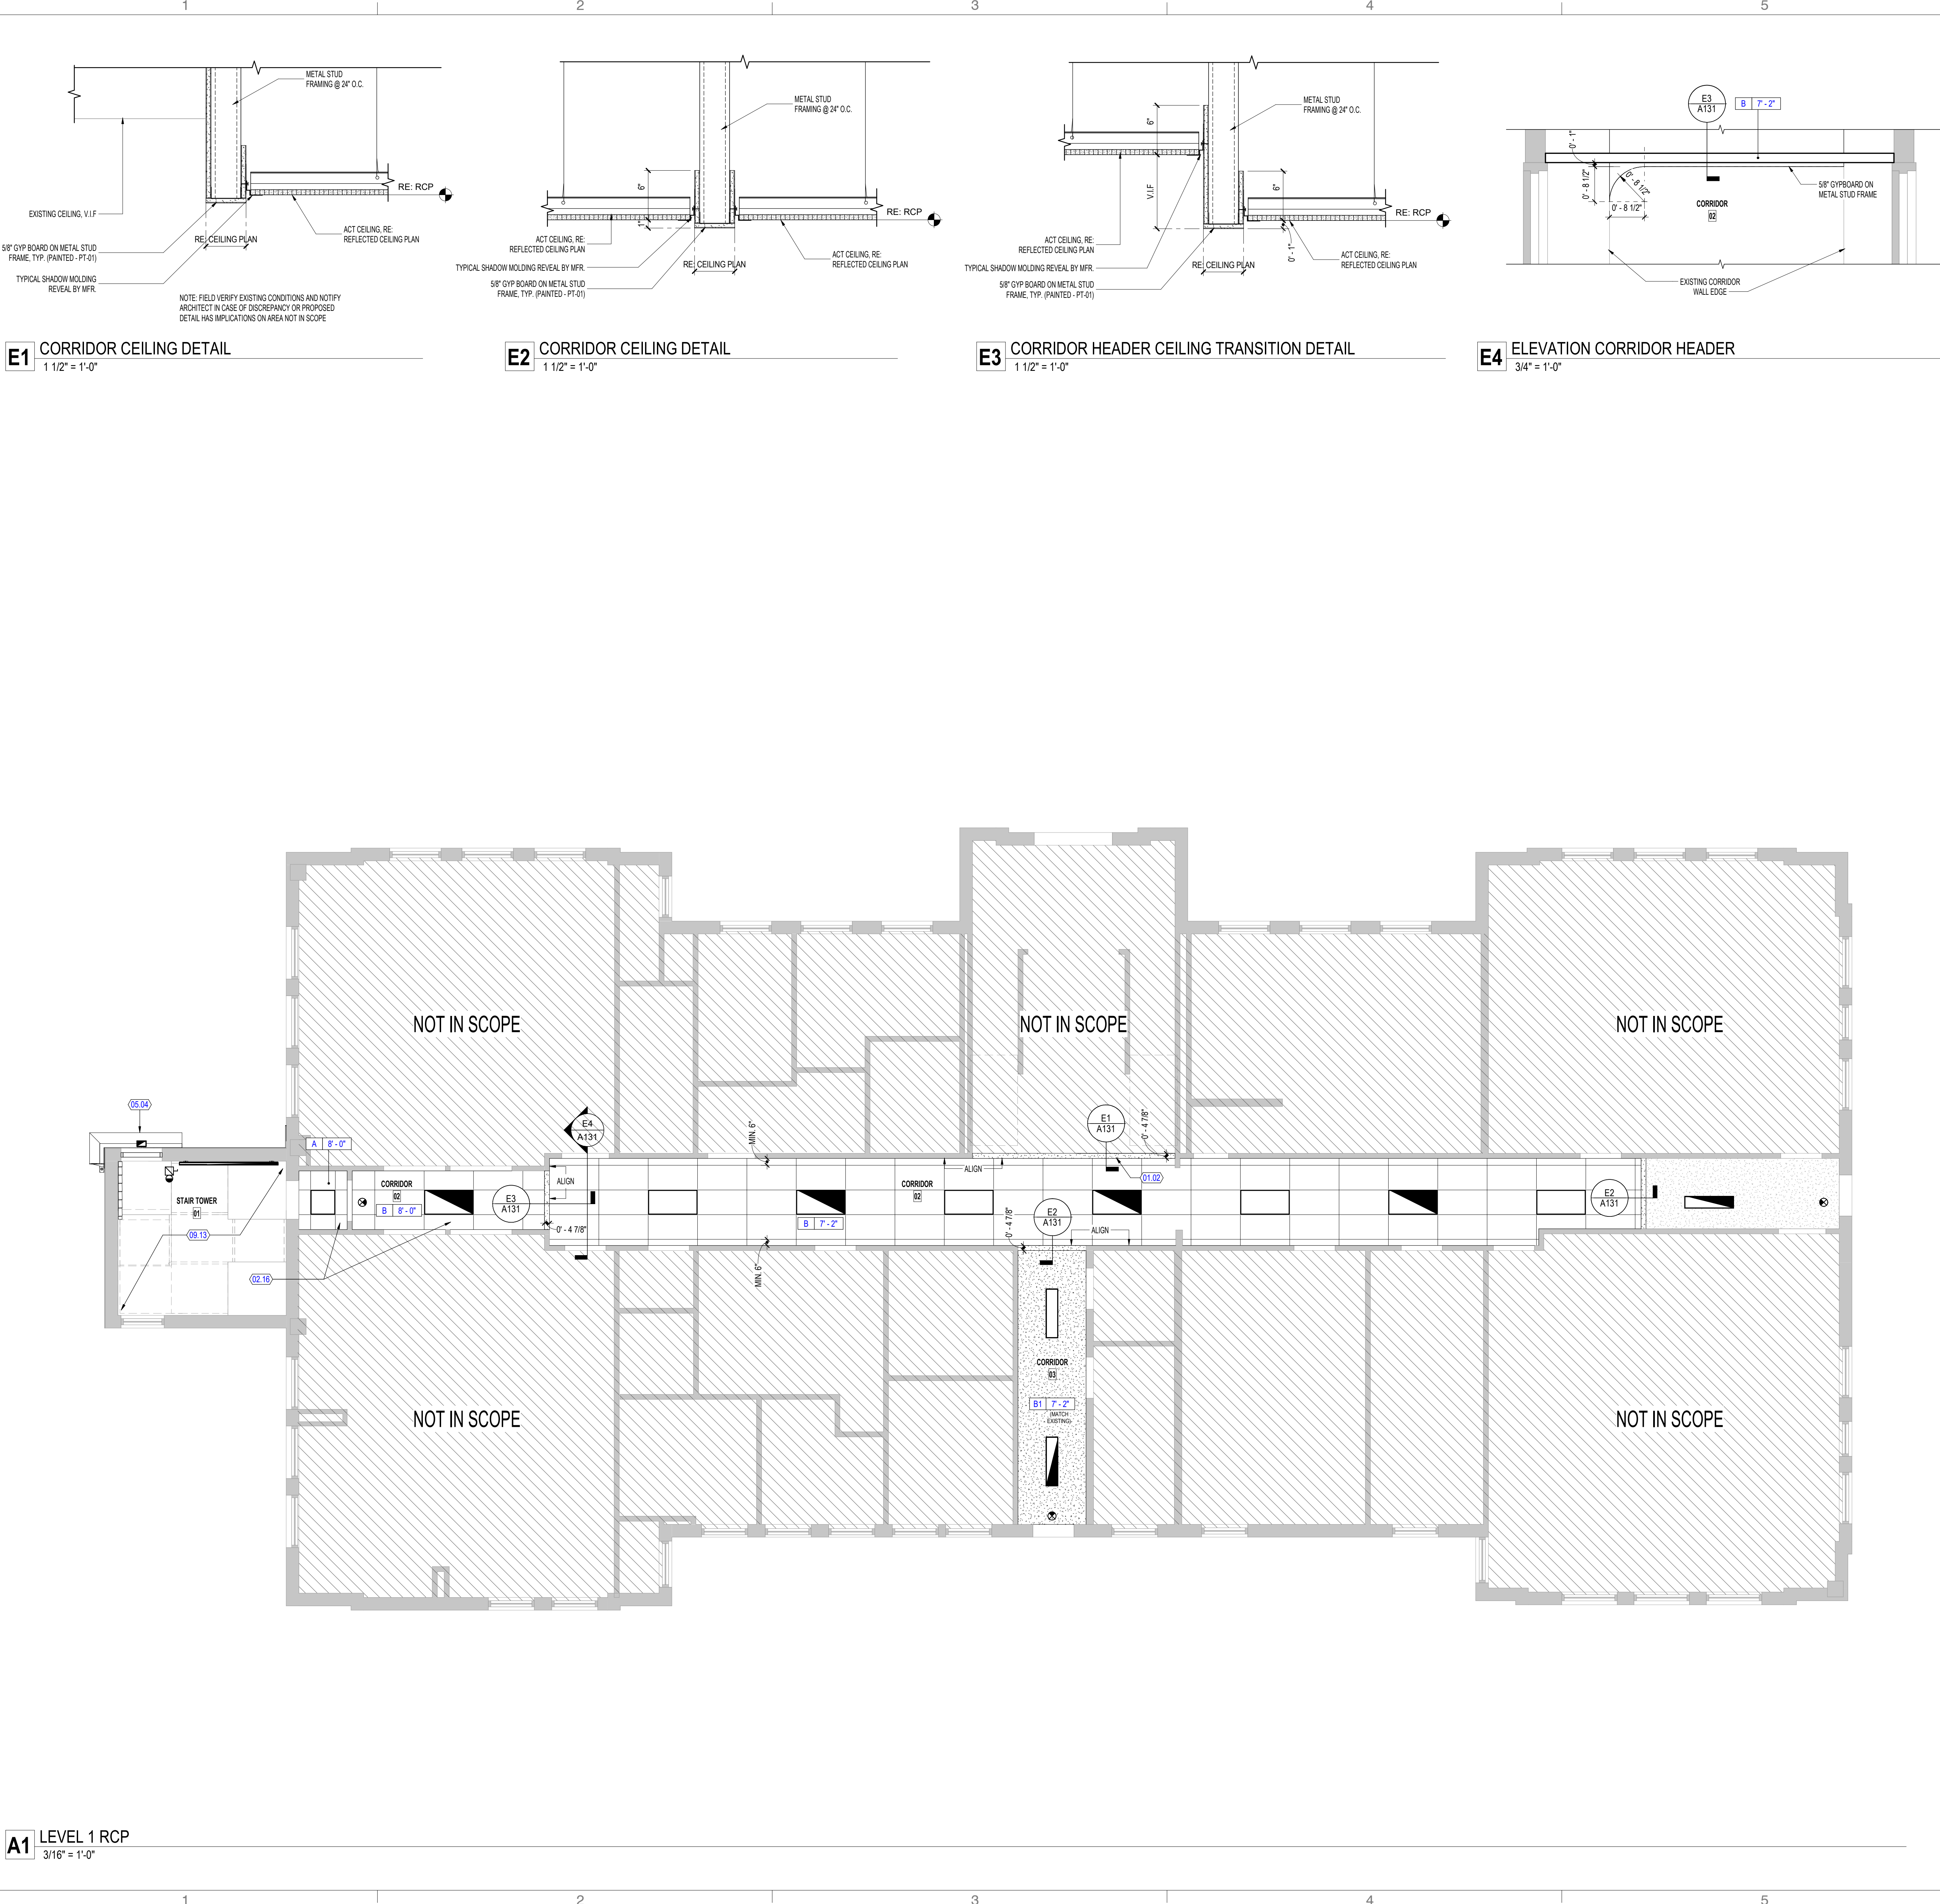 1 2 3 4 5
METAL STUD
FRAMING @ 24" O.C.
RE: RCP
EXISTING CEILING, V.I.F
RE: CEILING PLAN
ACT CEILING, RE:
REFLECTED CEILING PLAN
5/8" GYP BOARD ON METAL STUD
FRAME, TYP. (PAINTED - PT-01)
TYPICAL SHADOW MOLDING
REVEAL BY MFR.
NOTE: FIELD VERIFY EXISTING CONDITIONS AND NOTIFY
ARCHITECT IN CASE OF DISCREPANCY OR PROPOSED
DETAIL HAS IMPLICATIONS ON AREA NOT IN SCOPE
E1 CORRIDOR CEILING DETAIL
1 1/2" = 1'-0"
METAL STUD
FRAMING @ 24" O.C.
6"
1"
RE: RCP
ACT CEILING, RE:
REFLECTED CEILING PLAN
ACT CEILING, RE:
REFLECTED CEILING PLAN
TYPICAL SHADOW MOLDING REVEAL BY MFR.
RE: CEILING PLAN
5/8" GYP BOARD ON METAL STUD
FRAME, TYP. (PAINTED - PT-01)
E2 CORRIDOR CEILING DETAIL
1 1/2" = 1'-0"
METAL STUD
FRAMING @ 24" O.C.
6"
V.I.F
6"
RE: RCP
0' - 1"
ACT CEILING, RE:
REFLECTED CEILING PLAN
ACT CEILING, RE:
REFLECTED CEILING PLAN
TYPICAL SHADOW MOLDING REVEAL BY MFR.
RE: CEILING PLAN
5/8" GYP BOARD ON METAL STUD
FRAME, TYP. (PAINTED - PT-01)
E3 CORRIDOR HEADER CEILING TRANSITION DETAIL
1 1/2" = 1'-0"
E3
A131
B 7' - 2"
0' - 1"
0' - 8 1/2"
0' - 8 1/2"
0' - 8 1/2"
5/8" GYPBOARD ON
METAL STUD FRAME
CORRIDOR
02
EXISTING CORRIDOR
WALL EDGE
E4 ELEVATION CORRIDOR HEADER
3/4" = 1'-0"
NOT IN SCOPE
NOT IN SCOPE
NOT IN SCOPE
05.04
E4
A131
MIN. 6"
E1
A131
0' - 4 7/8"
A 8' - 0"
ALIGN
ALIGN
01.02
STAIR TOWER
01
CORRIDOR
02
B 8' - 0"
E3
A131
CORRIDOR
02
E2
A131
E2
A131
0' - 4 7/8"
B 7' - 2"
0' - 4 7/8"
ALIGN
09.13
02.16
MIN. 6"
CORRIDOR
03
B1 7' - 2"
(MATCH
EXISTING)
NOT IN SCOPE
NOT IN SCOPE
A1 LEVEL 1 RCP
3/16" = 1'-0"
1 2 3 4 5